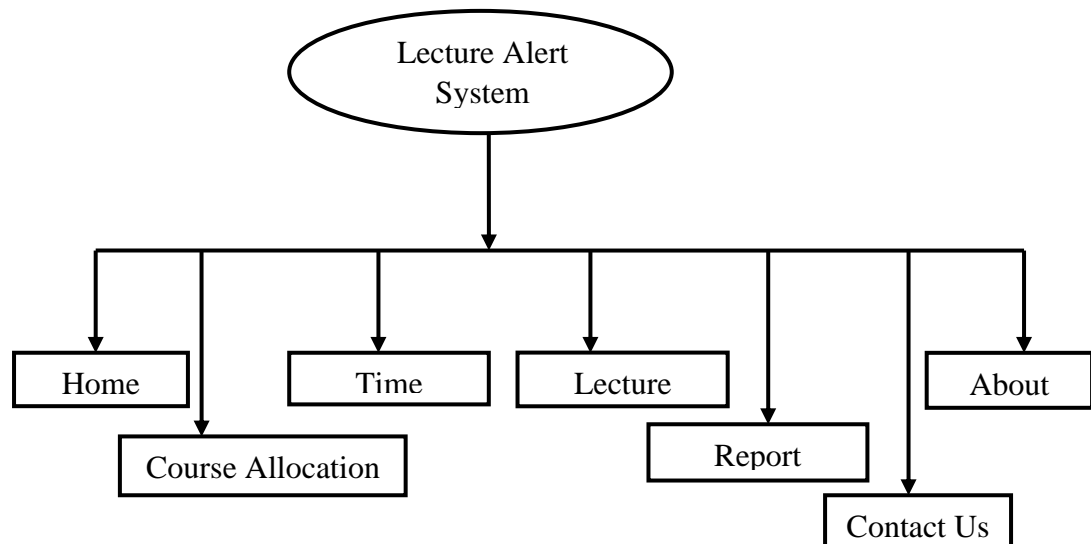 Lecture Alert
System
Home
Time
Lecture
About
Course Allocation
Report
Contact Us